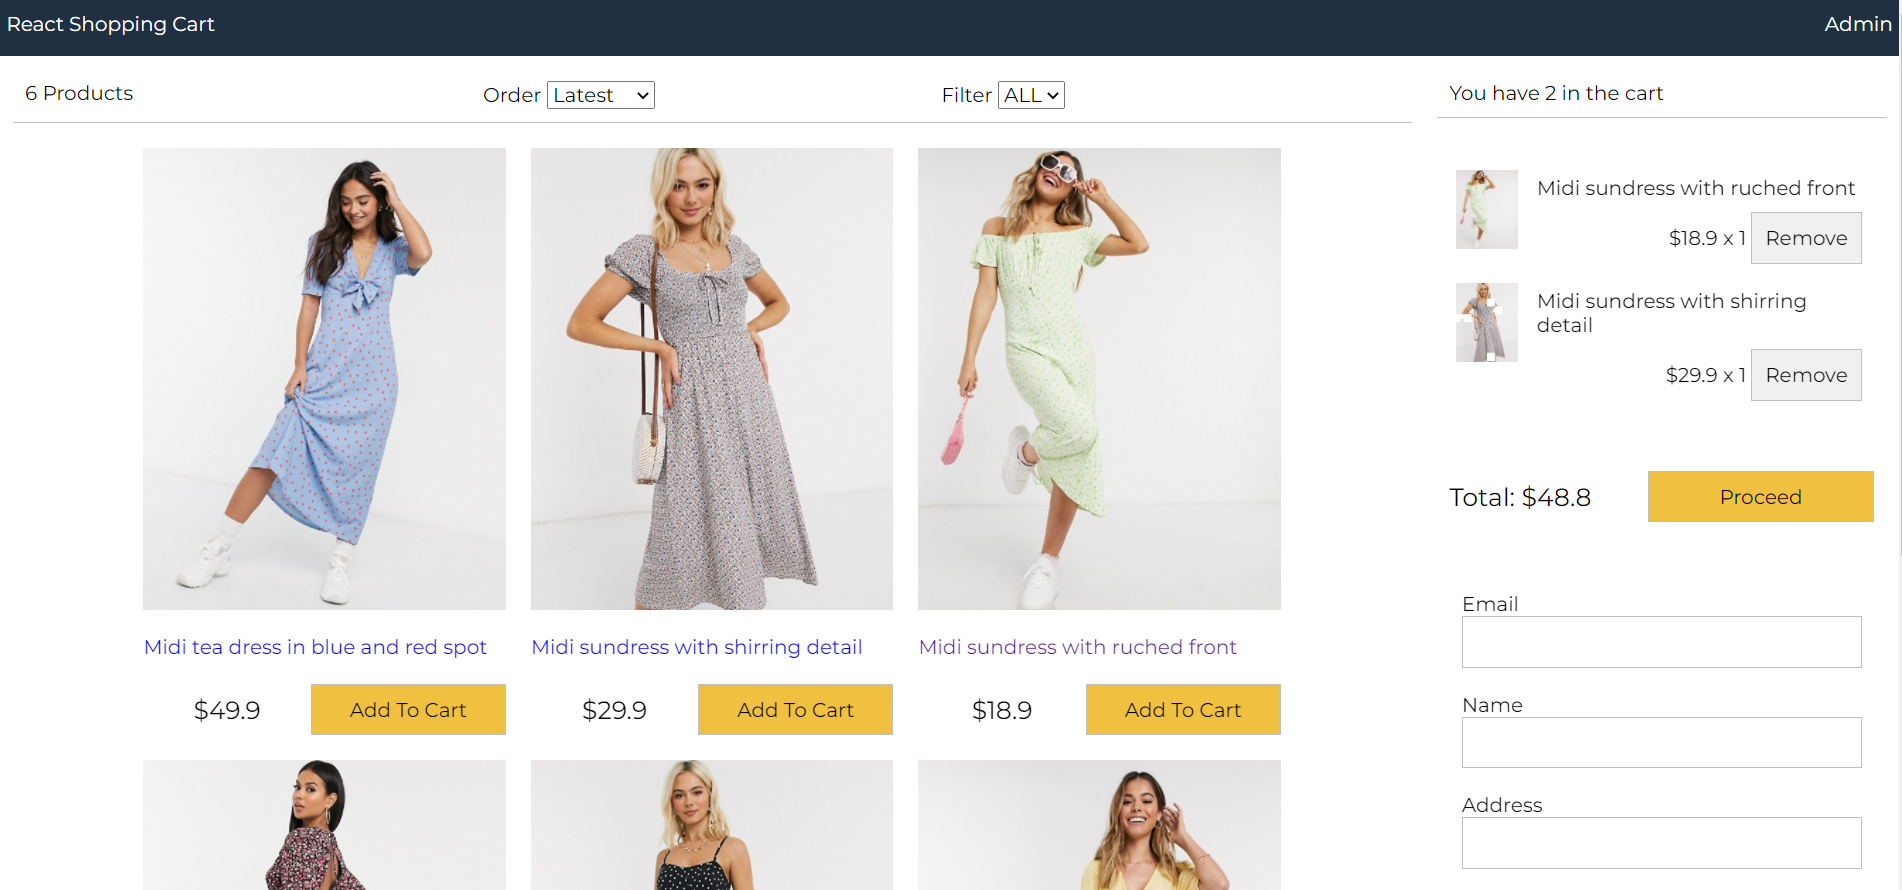 React Shopping Cart
Admin
6 Products
Order Latest
Filter ALL
You have 2 in the cart
Midi sundress with ruched front
$18.9 x 1 Remove
Midi sundress with shirring
detail
$29.9 x 1 Remove
Total: $48.8
Proceed
Email
Name
Address
Midi tea dress in blue and red spot
$49.9
Add To Cart
Midi sundress with shirring detail
$29.9
Add To Cart
Midi sundress with ruched front
$18.9
Add To Cart